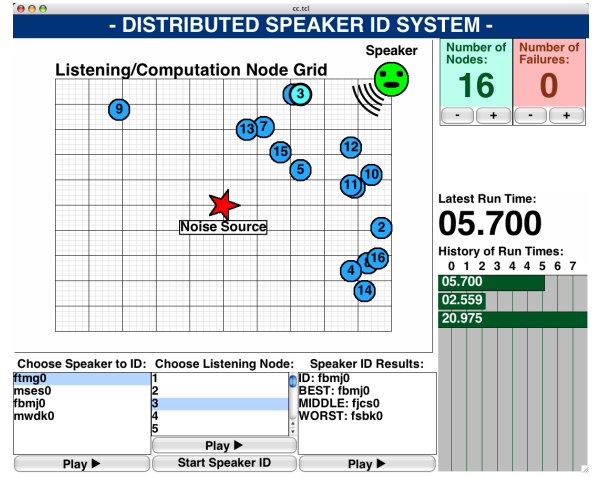 cc.tcl
- DISTRIBUTED SPEAKER ID SYSTEM -
Speaker
Listening/Computation Node Grid
3
9
13
7
15
5
12
10
11
Noise Source
2
16
4
14
Number of
Nodes:
16
- +
Number of
Failures:
0
- +
Latest Run Time:
05.700
History of Run Times:
0 1 2 3 4 4 5 6 7
05.700
02.559
20.975
Choose Speaker to ID:
ftmg0
mses0
fbmj0
mwdk0
Play
Choose Listening Node:
1
2
3
4
5
Play
Start Speaker ID
Speaker ID Results:
ID: fbmj0
BEST: fbmj0
MIDDLE: fjcs0
WORST: fsbk0
Play